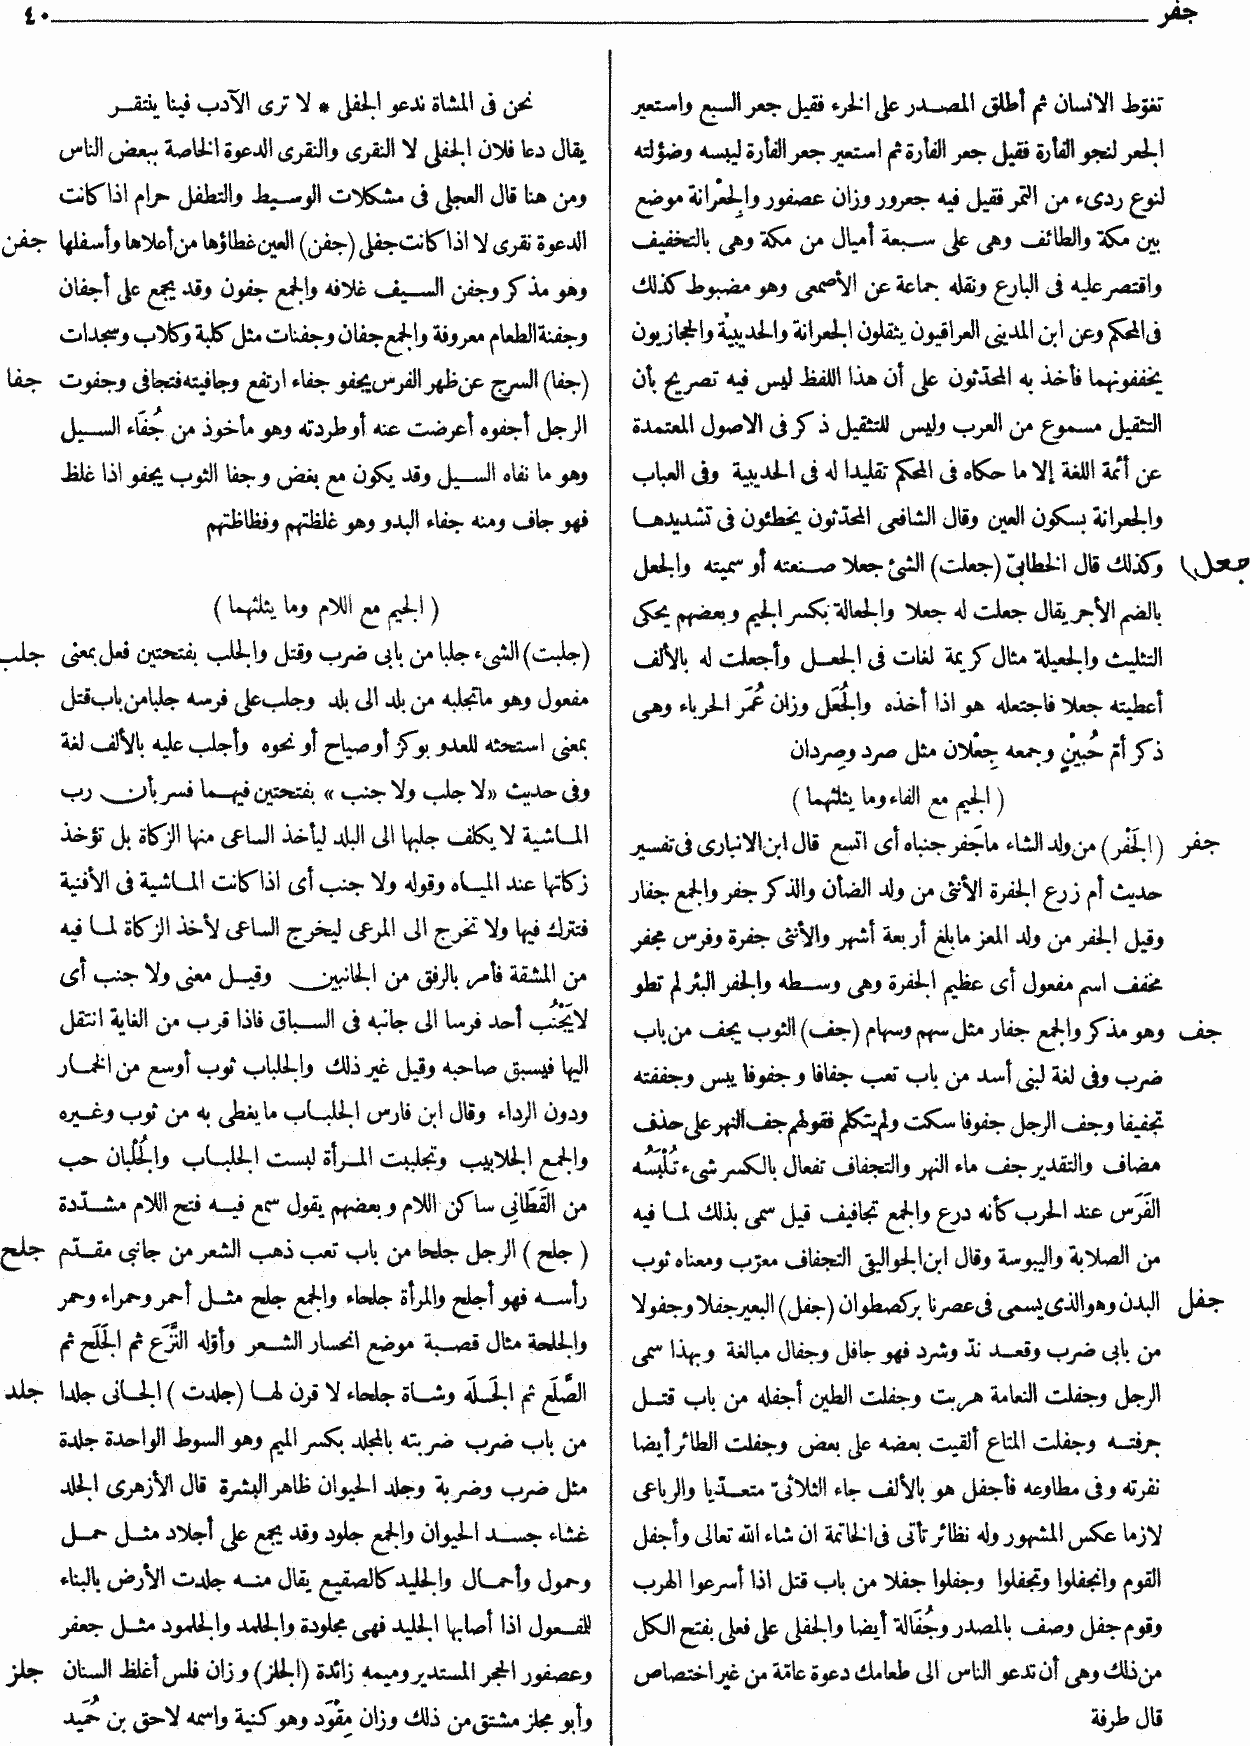 جفر ٤٠
تغوّط الانسان ثم أطلق المصدر على الخرء فقيل جعر السبع واستعير
الجعر لنجو الفأرة فقيل جعر الفأرة ثم استعير جعر الفأرة ليبسه وضؤلته
لنوع ردىء من التمر فقيل فيه جعرور وزان عصفور والجِعْرانة موضع
بين مكة والطائف وهى على سبعة أميال من مكة وهى بالتخفيف
واقتصر عليه فى البارع ونقله جماعة عن الأصمعى وهو مضبوط كذلك
فى المحكم وعن ابن المدينى العراقيون يثقلون الجعرانة والحديبية والحجازيون
يخففونهما فأخذ به المحدّثون على أن هذا اللفظ ليس فيه تصريح بأن
التثقيل مسموع من العرب وليس للتثقيل ذكر فى الاصول المعتمدة
عن أئمة اللغة إلا ما حكاه فى المحكم تقليدا له فى الحديبية وفى العباب
والجعرانة بسكون العين وقال الشافعى المحدّثون يخطئون فى تشديدها
جعل وكذلك قال الخطابىّ (جعلت) الشئ جعلا صنعته أو سميته والجعل
بالضم الأجر يقال جعلت له جعلا والجعالة بكسر الجيم وبعضهم يحكى
التثليث والجعيلة مثال كريمة لغات فى الجعل وأجعلت له بالألف
أعطيته جعلا فاجتعله هو اذا أخذه والجُعَل وزان عُمَر الحرباء وهى
ذكر أمّ حُبَيْنٍ وجمعه جِعْلان مثل صرد وصِردان
(الجيم مع الفاء وما يثلثهما)
جفر (الجَفْر) من ولد الشاء ماجَفر جنباه أى اتسع قال ابن الانبارى فى تفسير
حديث أم زرع الجفرة الأنثى من ولد الضأن والذكر جفر والجمع جفار
وقيل الجفر من ولد المعز مابلغ أربعة أشهر والأنثى جفرة وفرس مجفر
مخفف اسم مفعول أى عظيم الجفرة وهى وسطه والجفر البئر لم تطو
جف وهو مذكر والجمع جفار مثل سهم وسهام (جف) الثوب يجف من باب
ضرب وفى لغة لبنى أسد من باب تعب جفافا وجفوفا يبس وجففته
تجفيفا وجف الرجل جفوفا سكت ولم يتكلم فقولهم جف النهر على حذف
مضاف والتقدير جف ماء النهر والتجفاف تفعال بالكسر شىء تُلْبَسُه
الفَرَس عند الحرب كأنه درع والجمع تجافيف قيل سمى بذلك لما فيه
من الصلابة واليبوسة وقال ابن الجواليقى التجفاف معرّب ومعناه ثوب
جفل البدن وهو الذى يسمى فى عصرنا بركصطوان (جفل) البعير جفلا وجفولا
من بابى ضرب وقعد ندّ وشرد فهو جافل وجفال مبالغة وبهذا سمى
الرجل وجفلت النعامة هربت وجفلت الطين أجفله من باب قتل
جرفته وجفلت المتاع ألقيت بعضه على بعض وجفلت الطائر أيضا
نفرته وفى مطاوعه فأجفل هو بالألف جاء الثلاثىّ متعدّيا والرباعى
لازما عكس المشهور وله نظائر تأتى فى الخاتمة ان شاء الله تعالى وأجفل
القوم وانجفلوا وتجفلوا وجفلوا جفلا من باب قتل اذا أسرعوا الهرب
وقوم جفل وصف بالمصدر وجُفَالة أيضا والجفلى على فعلى بفتح الكل
من ذلك وهى أن تدعو الناس الى طعامك دعوة عامّة من غير اختصاص
قال طرفة
نحن فى المشتاة ندعو الجفلى * لا ترى الآدب فينا ينتقر
يقال دعا فلان الجفلى لا النقرى والنقرى الدعوة الخاصة ببعض الناس
ومن هنا قال العجلى فى مشكلات الوسيط والتطفل حرام اذا كانت
الدعوة نقرى لا اذا كانت جفلى (جفن) العين غطاؤها من أعلاها وأسفلها جفن
وهو مذكر وجفن السيف غلافه والجمع جفون وقد يجمع على أجفان
وجفنة الطعام معروفة والجمع جفان وجفنات مثل كلبة وكلاب وسجدات
(جفا) السرج عن ظهر الفرس يجفو جفاء ارتفع وجافيته فتجافى وجفوت جفا
الرجل أجفوه أعرضت عنه أو طردته وهو مأخوذ من جُفَاء السيل
وهو ما نفاه السيل وقد يكون مع بغض وجفا الثوب يجفو اذا غلظ
فهو جاف ومنه جفاء البدو وهو غلظتهم وفظاظتهم
(الجيم مع اللام وما يثلثهما)
(جلبت) الشىء جلبا من بابى ضرب وقتل والجلب بفتحتين فعل بمعنى جلب
مفعول وهو ماتجلبه من بلد الى بلد وجلب على فرسه جلبا من باب قتل
بمعنى استحثه للعدو بوكز أو صياح أو نحوه وأجلب عليه بالألف لغة
وفى حديث «لا جلب ولا جنب» بفتحتين فيهما فسر بأن رب
الماشية لا يكلف جلبها الى البلد ليأخذ الساعى منها الزكاة بل تؤخذ
زكاتها عند المياه وقوله ولا جنب أى اذا كانت الماشية فى الأفنية
فتترك فيها ولا تخرج الى المرعى ليخرج الساعى لأخذ الزكاة لما فيه
من المشقة فأمر بالرفق من الجانبين وقيل معنى ولا جنب أى
لايَجْنُب أحد فرسا الى جانبه فى السباق فاذا قرب من الغاية انتقل
اليها فيسبق صاحبه وقيل غير ذلك والجلباب ثوب أوسع من الخمار
ودون الرداء وقال ابن فارس الجلباب مايغطى به من ثوب وغيره
والجمع الجلابيب وتجلببت المرأة لبست الجلباب والجُلْبان حب
من القَطَانِى ساكن اللام وبعضهم يقول سمع فيه فتح اللام مشدّدة
(جلح) الرجل جلحا من باب تعب ذهب الشعر من جانبى مقدّم جلح
رأسه فهو أجلح والمرأة جلحاء والجمع جلح مثل أحمر وحمراء وحمر
والجلحة مثال قصبة موضع انحسار الشعر وأوّله النَّزَع ثم الجَلَح ثم
الصَّلَع ثم الجَلَه وشاة جلحاء لا قرن لها (جلدت) الجانى جلدا جلد
من باب ضرب ضربته بالمجلد بكسر الميم وهو السوط الواحدة جلدة
مثل ضرب وضربة وجلد الحيوان ظاهر البشرة قال الأزهرى الجلد
غشاء جسد الحيوان والجمع جلود وقد يجمع على أجلاد مثل حمل
وحمول وأحمال والجليد كالصقيع يقال منه جلدت الأرض بالبناء
للفعول اذا أصابها الجليد فهى مجلودة والجلمد والجلمود مثل جعفر
وعصفور الحجر المستدير وميمه زائدة (الجلز) وزان فلس أغلظ السنان جلز
وأبو مجلز مشتق من ذلك وزان مِقْوَد وهو كنية واسمه لاحق بن حُمَيد